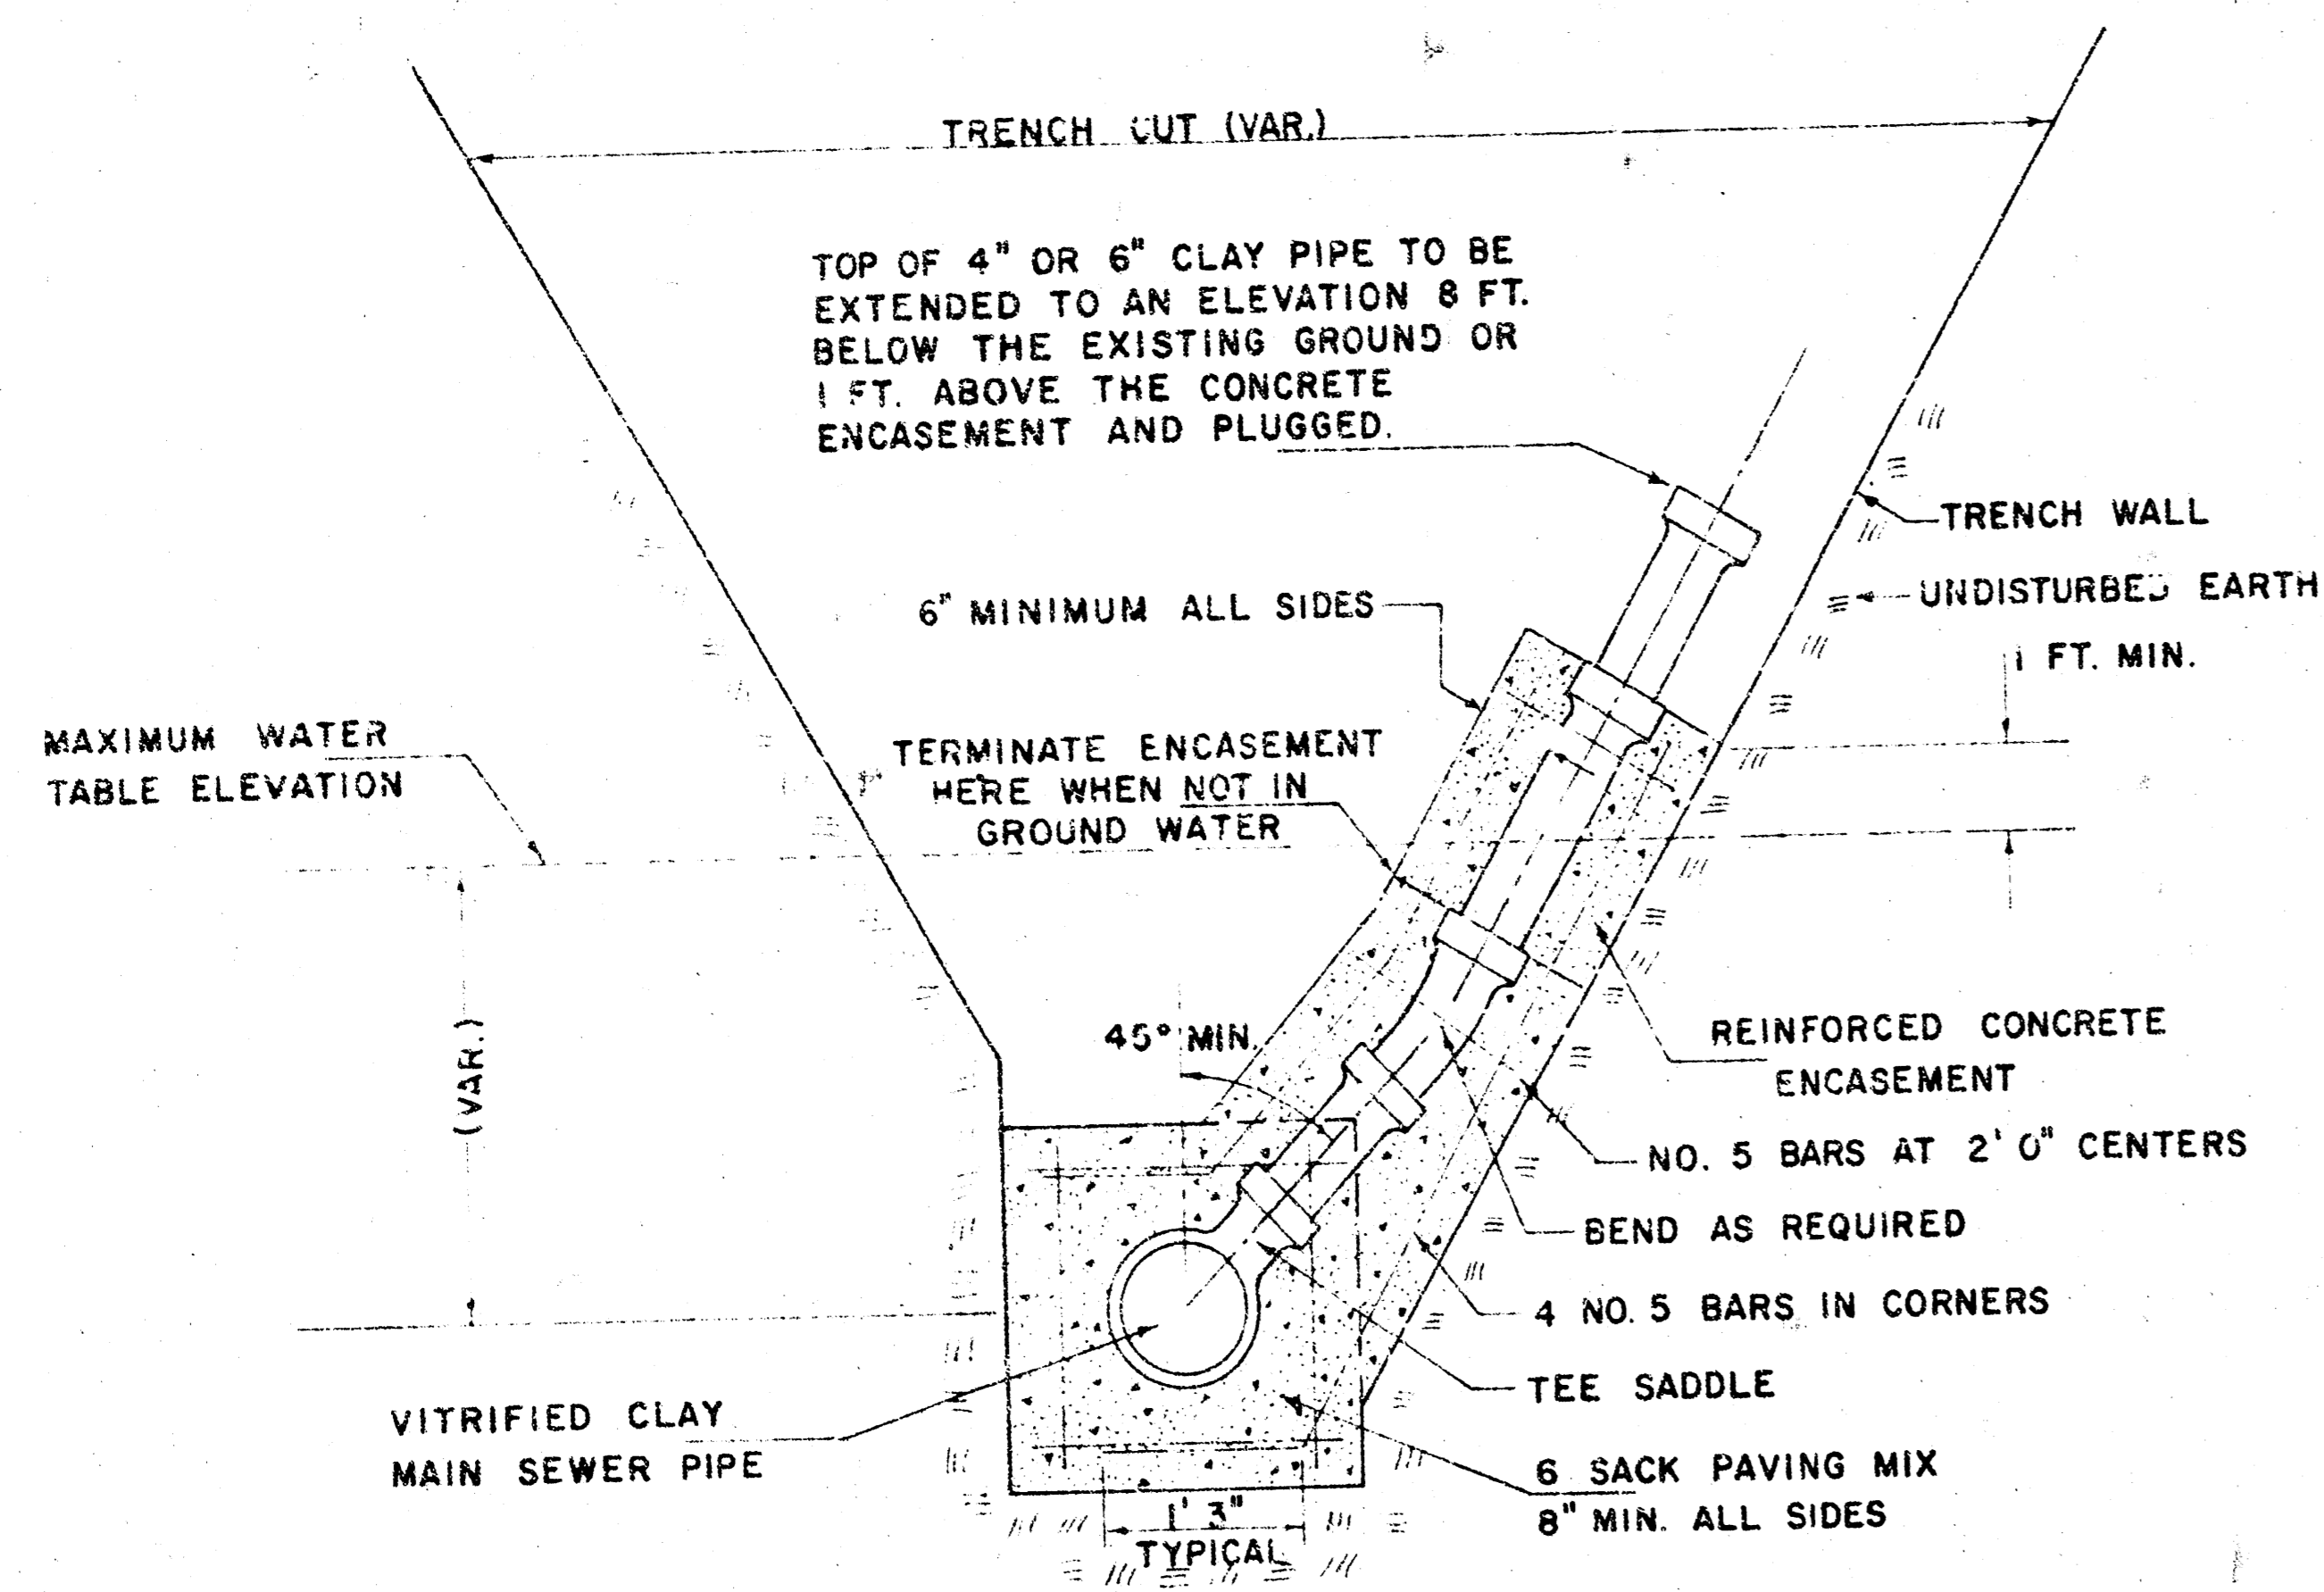 TRENCH CUT (VAR.)
TOP OF 4" OR 6" CLAY PIPE TO BE
EXTENDED TO AN ELEVATION 8 FT.
BELOW THE EXISTING GROUND OR
1 FT. ABOVE THE CONCRETE
ENCASEMENT AND PLUGGED.
TRENCH WALL
UNDISTURBED EARTH
6" MINIMUM ALL SIDES
1 FT. MIN.
MAXIMUM WATER
TABLE ELEVATION
TERMINATE ENCASEMENT
HERE WHEN NOT IN
GROUND WATER
(VAR.)
45° MIN.
REINFORCED CONCRETE
ENCASEMENT
NO. 5 BARS AT 2' 0" CENTERS
BEND AS REQUIRED
4 NO. 5 BARS IN CORNERS
TEE SADDLE
VITRIFIED CLAY
MAIN SEWER PIPE
6 SACK PAVING MIX
8" MIN. ALL SIDES
1' 3"
TYPICAL